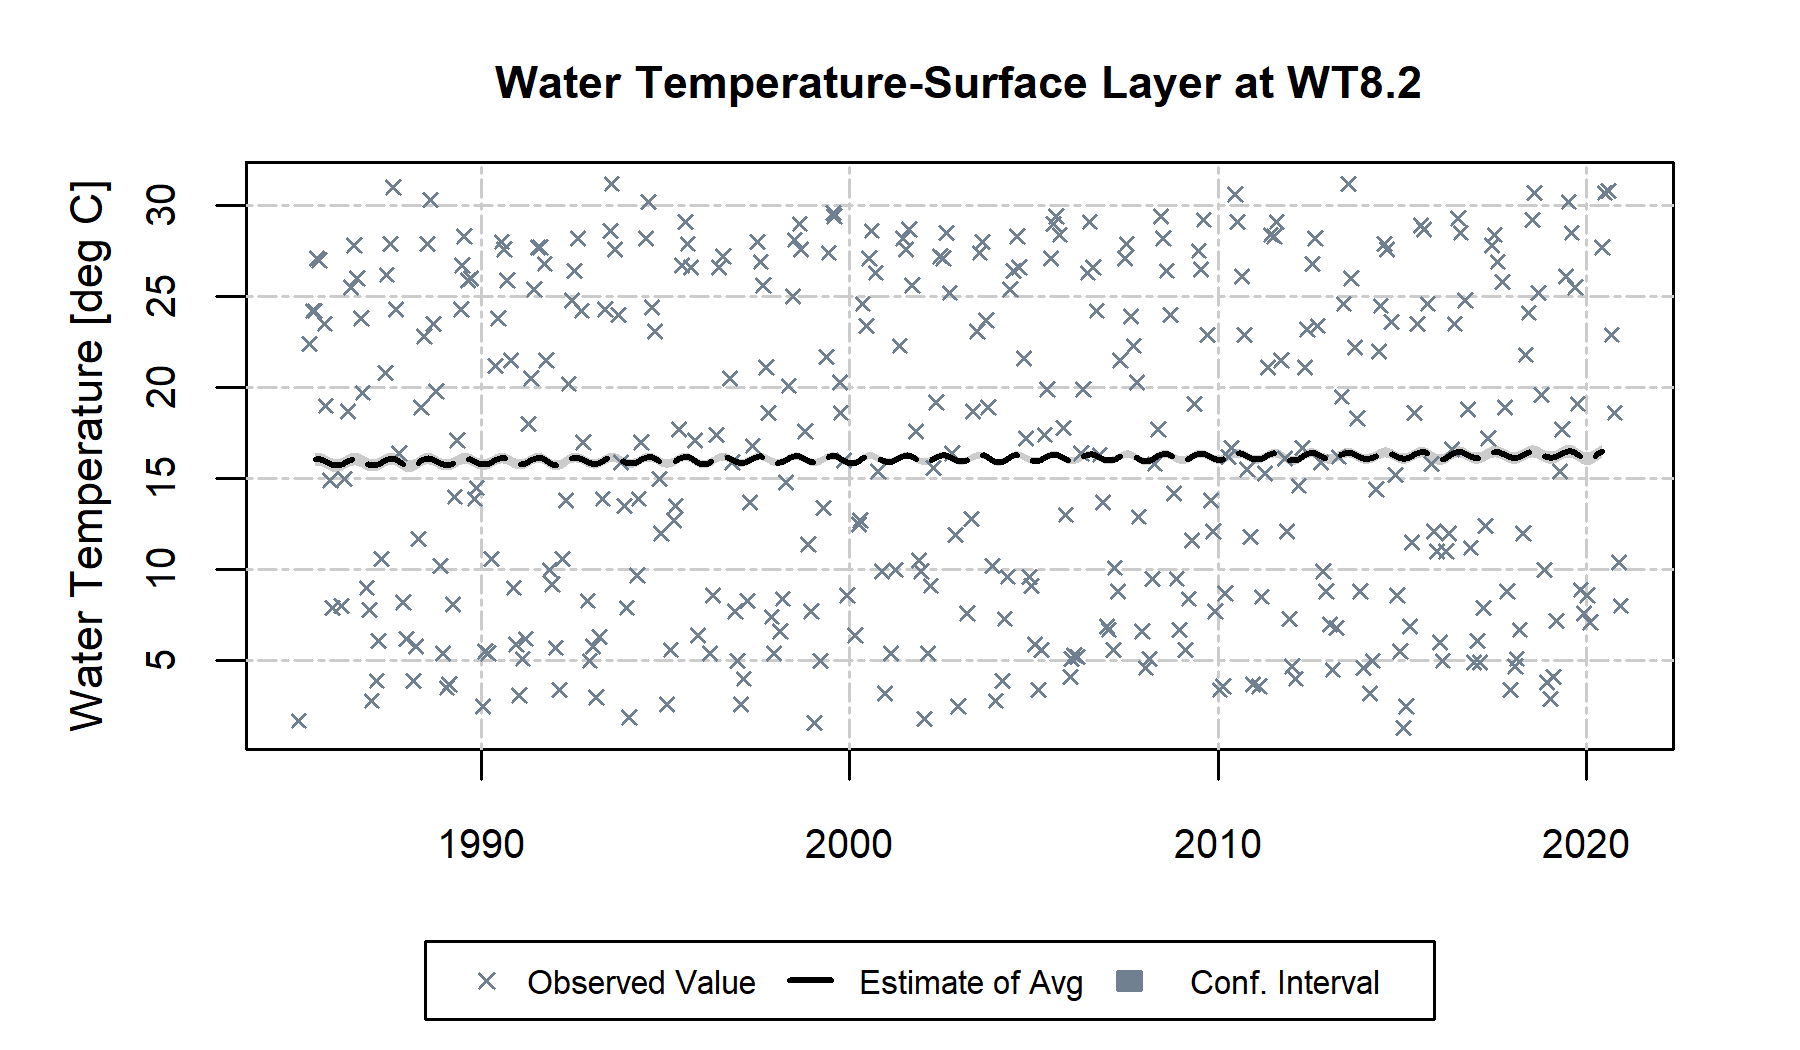 Water Temperature-Surface Layer at WT8.2
Water Temperature [deg C]
30
25
20
15
10
5
1990 2000 2010 2020
Observed Value Estimate of Avg Conf. Interval